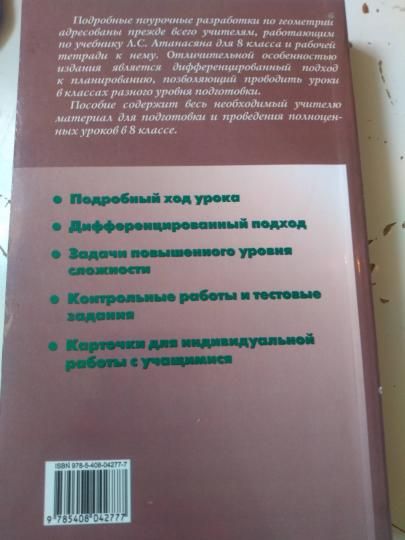 Подробные поурочные разработки по геометрии
адресованы прежде всего учителям, работающим
по учебнику Л.С. Атанасяна для 8 класса и рабочей
тетради к нему. Отличительной особенностью
издания является дифференцированный подход
к планированию, позволяющий проводить уроки
в классах разного уровня подготовки.
Пособие содержит весь необходимый учителю
материал для подготовки и проведения полноцен-
ных уроков в 8 классе.
• Подробный ход урока
• Дифференцированный подход
• Задачи повышенного уровня
сложности
• Контрольные работы и тестовые
задания
• Карточки для индивидуальной
работы с учащимися
ISBN 978-5-408-04277-7
9 785408 042777